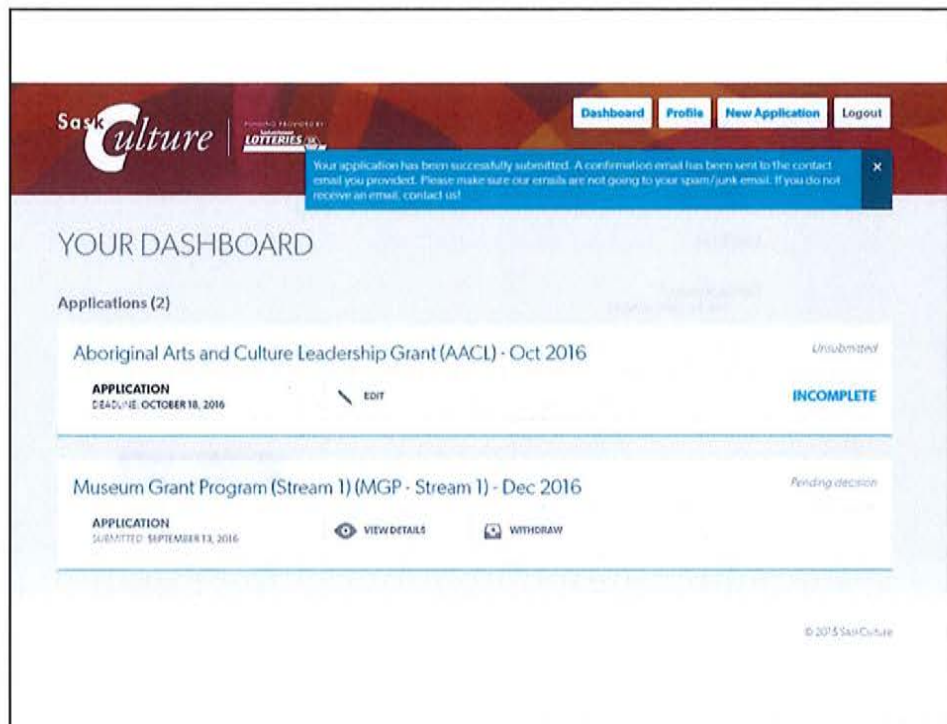 Sask Culture
FUNDING PROVIDED BY
Saskatchewan
LOTTERIES
Dashboard
Profile
New Application
Logout
Your application has been successfully submitted. A confirmation email has been sent to the contact
email you provided. Please make sure our emails are not going to your spam/junk email. If you do not
receive an email, contact us!
×
YOUR DASHBOARD
Applications (2)
Aboriginal Arts and Culture Leadership Grant (AACL) - Oct 2016
Unsubmitted
APPLICATION
DEADLINE: OCTOBER 18, 2016
EDIT
INCOMPLETE
Museum Grant Program (Stream 1) (MGP - Stream 1) - Dec 2016
Pending decision
APPLICATION
SUBMITTED: SEPTEMBER 13, 2016
VIEW DETAILS
WITHDRAW
© 2015 SaskCulture